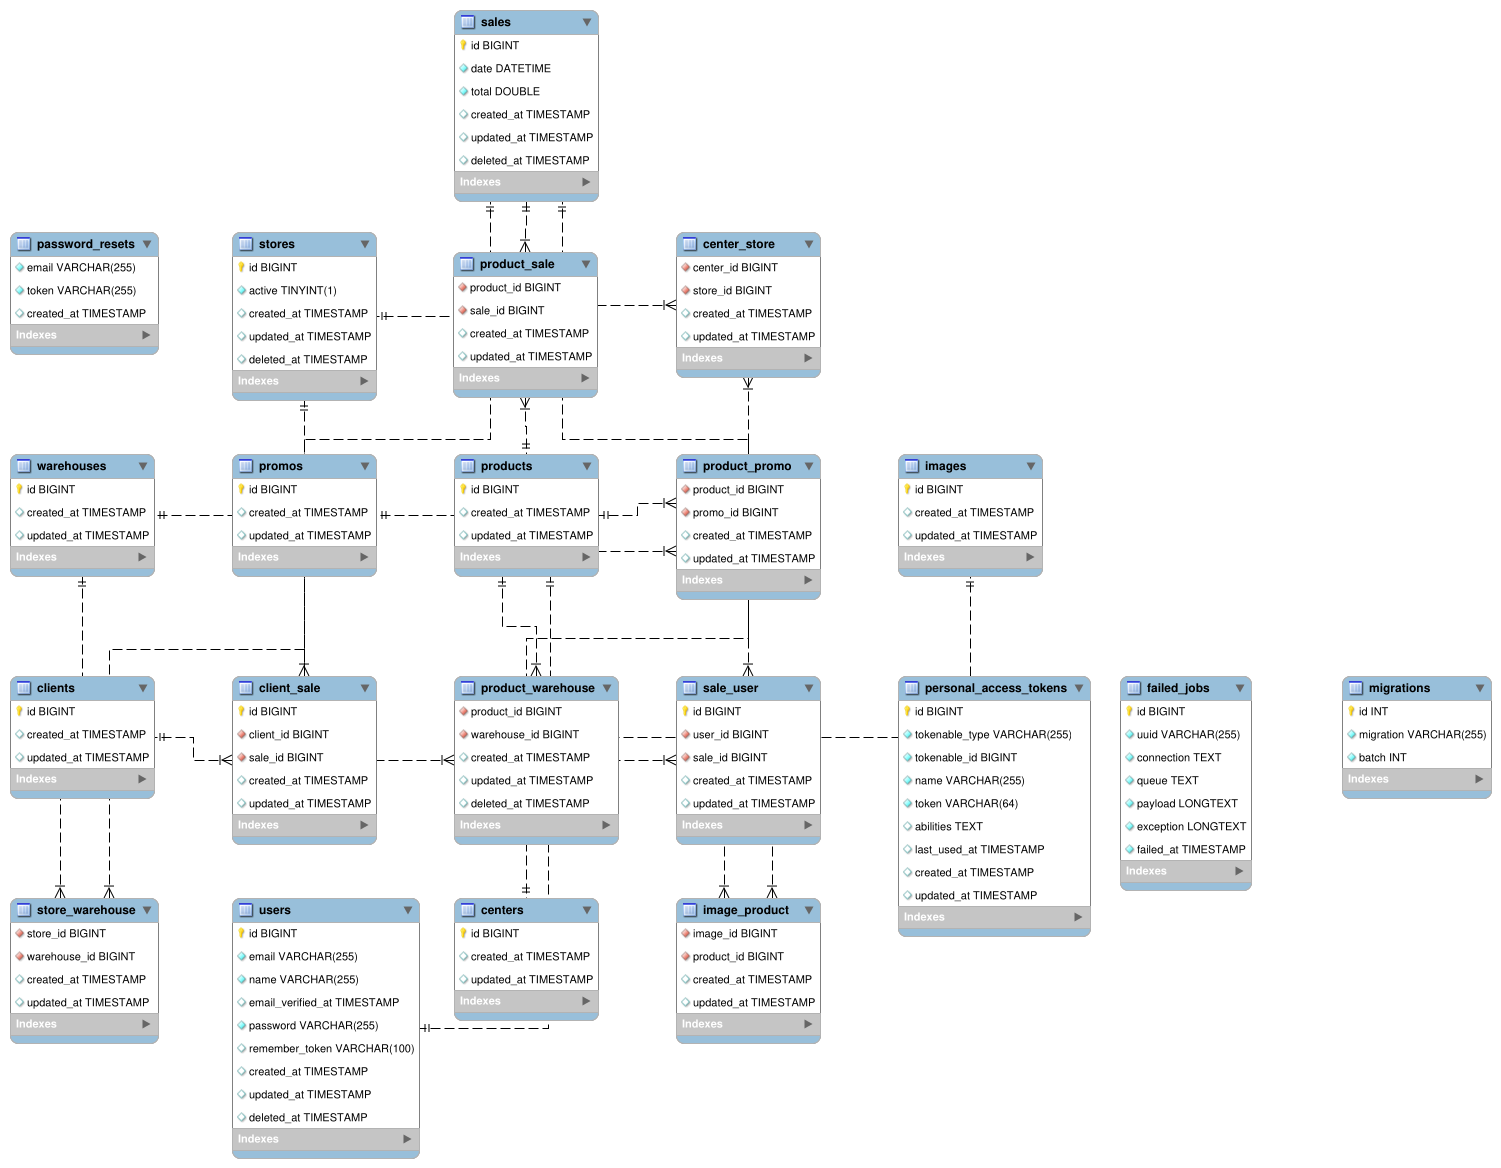 sales
id BIGINT
date DATETIME
total DOUBLE
created_at TIMESTAMP
updated_at TIMESTAMP
deleted_at TIMESTAMP
Indexes
password_resets
email VARCHAR(255)
token VARCHAR(255)
created_at TIMESTAMP
Indexes
stores
id BIGINT
active TINYINT(1)
created_at TIMESTAMP
updated_at TIMESTAMP
deleted_at TIMESTAMP
Indexes
product_sale
product_id BIGINT
sale_id BIGINT
created_at TIMESTAMP
updated_at TIMESTAMP
Indexes
center_store
center_id BIGINT
store_id BIGINT
created_at TIMESTAMP
updated_at TIMESTAMP
Indexes
warehouses
id BIGINT
created_at TIMESTAMP
updated_at TIMESTAMP
Indexes
promos
id BIGINT
created_at TIMESTAMP
updated_at TIMESTAMP
Indexes
products
id BIGINT
created_at TIMESTAMP
updated_at TIMESTAMP
Indexes
product_promo
product_id BIGINT
promo_id BIGINT
created_at TIMESTAMP
updated_at TIMESTAMP
Indexes
images
id BIGINT
created_at TIMESTAMP
updated_at TIMESTAMP
Indexes
clients
id BIGINT
created_at TIMESTAMP
updated_at TIMESTAMP
Indexes
client_sale
id BIGINT
client_id BIGINT
sale_id BIGINT
created_at TIMESTAMP
updated_at TIMESTAMP
Indexes
product_warehouse
product_id BIGINT
warehouse_id BIGINT
created_at TIMESTAMP
updated_at TIMESTAMP
deleted_at TIMESTAMP
Indexes
sale_user
id BIGINT
user_id BIGINT
sale_id BIGINT
created_at TIMESTAMP
updated_at TIMESTAMP
Indexes
personal_access_tokens
id BIGINT
tokenable_type VARCHAR(255)
tokenable_id BIGINT
name VARCHAR(255)
token VARCHAR(64)
abilities TEXT
last_used_at TIMESTAMP
created_at TIMESTAMP
updated_at TIMESTAMP
Indexes
failed_jobs
id BIGINT
uuid VARCHAR(255)
connection TEXT
queue TEXT
payload LONGTEXT
exception LONGTEXT
failed_at TIMESTAMP
Indexes
migrations
id INT
migration VARCHAR(255)
batch INT
Indexes
store_warehouse
store_id BIGINT
warehouse_id BIGINT
created_at TIMESTAMP
updated_at TIMESTAMP
Indexes
users
id BIGINT
email VARCHAR(255)
name VARCHAR(255)
email_verified_at TIMESTAMP
password VARCHAR(255)
remember_token VARCHAR(100)
created_at TIMESTAMP
updated_at TIMESTAMP
deleted_at TIMESTAMP
Indexes
centers
id BIGINT
created_at TIMESTAMP
updated_at TIMESTAMP
Indexes
image_product
image_id BIGINT
product_id BIGINT
created_at TIMESTAMP
updated_at TIMESTAMP
Indexes